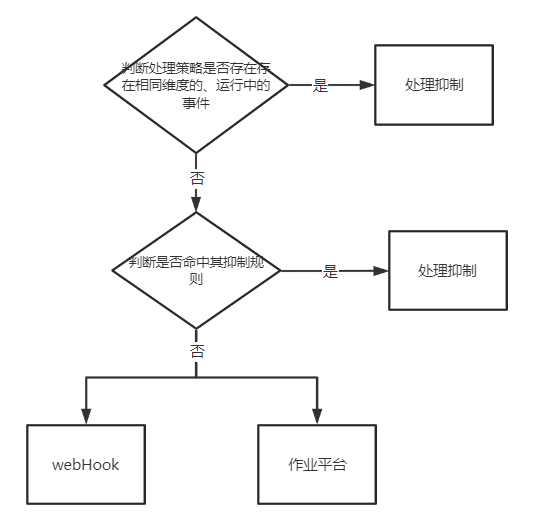 判断处理策略是否存在存
在相同维度的、运行中的
事件
是
处理抑制
否
判断是否命中其抑制规
则
是
处理抑制
否
webHook
作业平台